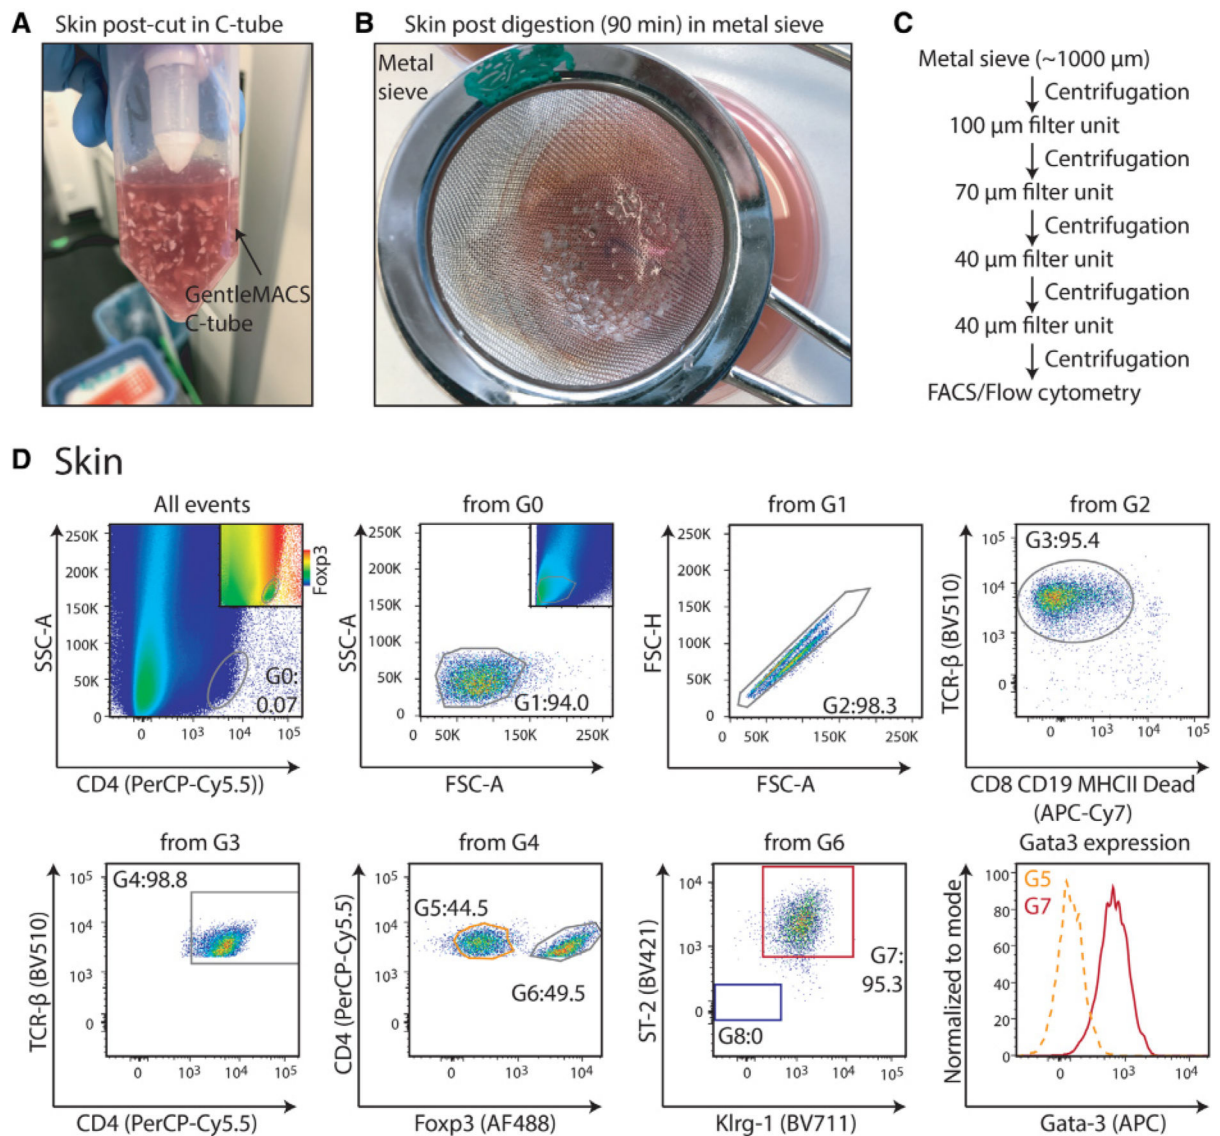 A Skin post-cut in C-tube
GentleMACS
C-tube
B Skin post digestion (90 min) in metal sieve
Metal
sieve
C
Metal sieve (~1000 µm)
Centrifugation
100 µm filter unit
Centrifugation
70 µm filter unit
Centrifugation
40 µm filter unit
Centrifugation
40 µm filter unit
Centrifugation
FACS/Flow cytometry
D Skin
All events
SSC-A
250K
200K
150K
100K
50K
0
Foxp3
G0:
0.07
0 10³ 10⁴ 10⁵
CD4 (PerCP-Cy5.5))
from G0
SSC-A
250K
200K
150K
100K
50K
0
G1:94.0
0 50K 150K 250K
FSC-A
from G1
FSC-H
250K
200K
150K
100K
50K
0
G2:98.3
0 50K 150K 250K
FSC-A
from G2
TCR-β (BV510)
10⁵
10⁴
10³
0
G3:95.4
0 10³ 10⁴ 10⁵
CD8 CD19 MHCII Dead
(APC-Cy7)
from G3
TCR-β (BV510)
10⁵
10⁴
10³
0
G4:98.8
0 10³ 10⁴ 10⁵
CD4 (PerCP-Cy5.5)
from G4
CD4 (PerCP-Cy5.5)
10⁵
10⁴
10³
0
G5:44.5
G6:49.5
0 10³ 10⁴
Foxp3 (AF488)
from G6
ST-2 (BV421)
10⁴
10³
0
G7:
95.3
G8:0
0 10³ 10⁴ 10⁵
Klrg-1 (BV711)
Gata3 expression
Normalized to mode
100
80
60
40
20
0
G5
G7
0 10³ 10⁴
Gata-3 (APC)